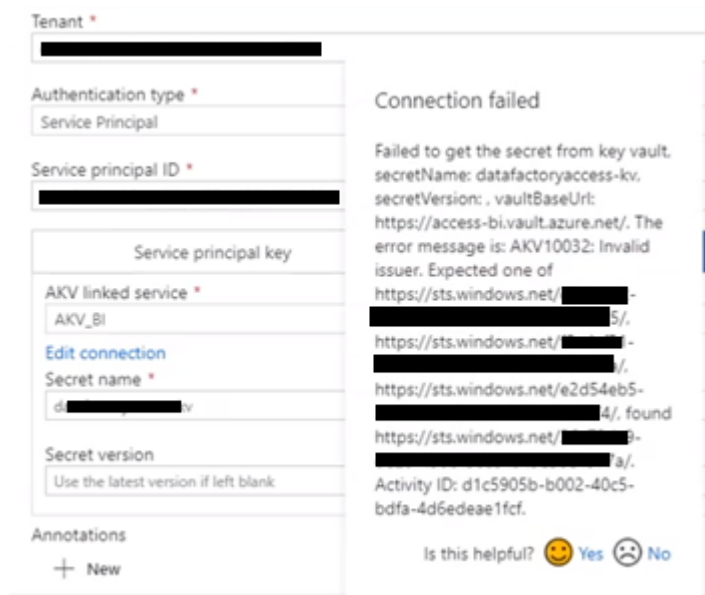 Tenant *
Authentication type *
Service Principal
Service principal ID *
Service principal key
AKV linked service *
AKV_BI
Edit connection
Secret name *
Secret version
Use the latest version if left blank
Annotations
New
Connection failed
Failed to get the secret from key vault.
secretName: datafactoryaccess-kv,
secretVersion: , vaultBaseUrl:
https://access-bi.vault.azure.net/. The
error message is: AKV10032: Invalid
issuer. Expected one of
https://sts.windows.net/ -
5/,
https://sts.windows.net/ -
/,
https://sts.windows.net/e2d54eb5-
4/, found
https://sts.windows.net/ 9-
a/.
Activity ID: d1c5905b-b002-40c5-
bdfa-4d6edeae1fcf.
Is this helpful? Yes No